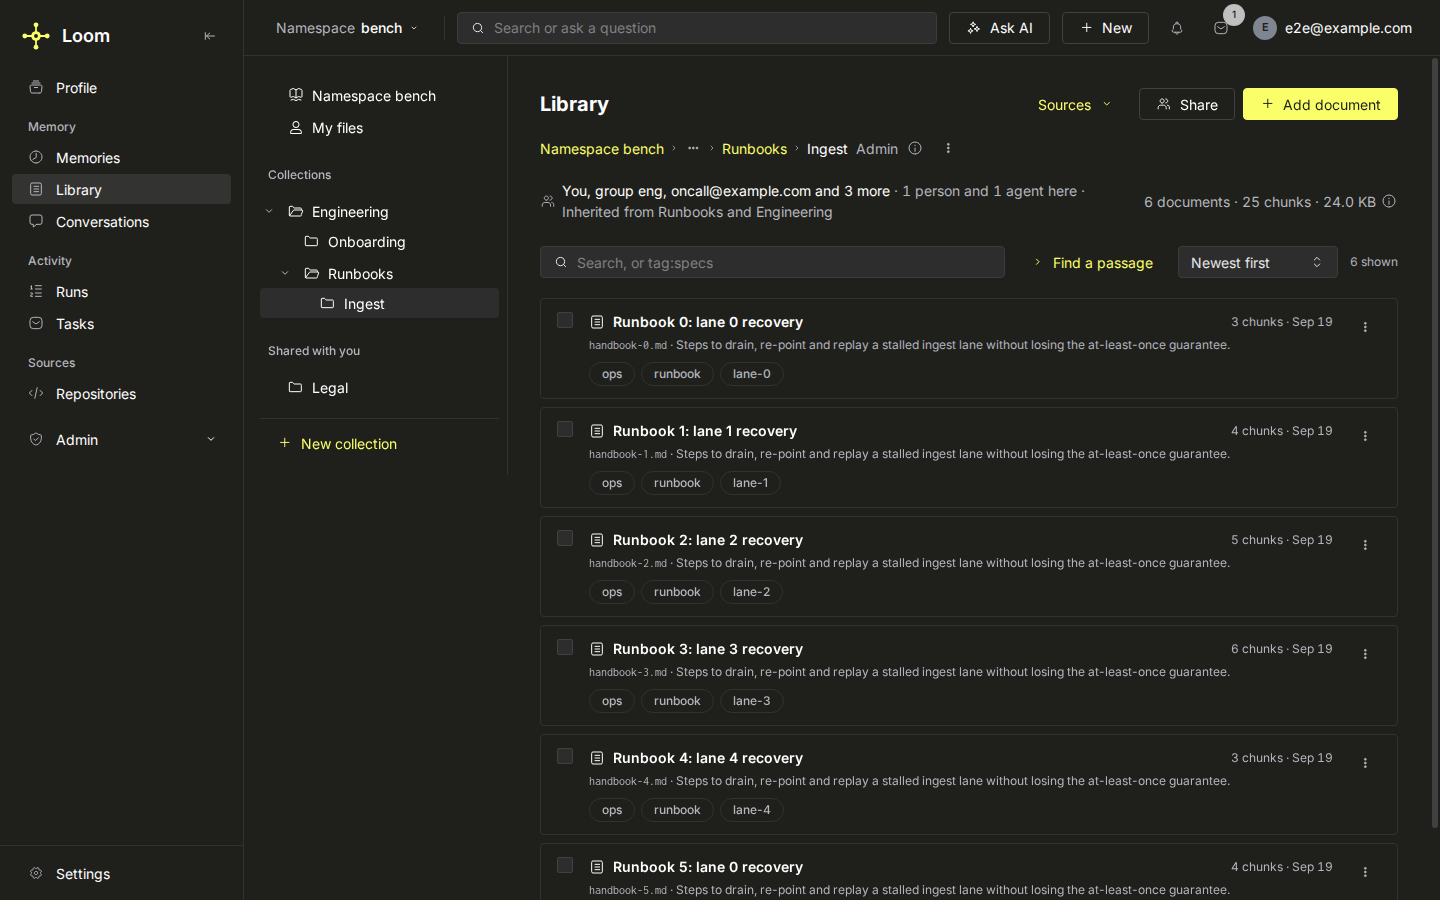 Loom
Profile
Memory
Memories
Library
Conversations
Activity
Runs
Tasks
Sources
Repositories
Admin
Settings
Namespace bench
Search or ask a question
Ask AI
New
1
E
e2e@example.com
Namespace bench
My files
Collections
Engineering
Onboarding
Runbooks
Ingest
Shared with you
Legal
New collection
Library
Sources
Share
Add document
Namespace bench › ··· › Runbooks › Ingest Admin
You, group eng, oncall@example.com and 3 more · 1 person and 1 agent here ·
Inherited from Runbooks and Engineering
6 documents · 25 chunks · 24.0 KB
Search, or tag:specs
Find a passage
Newest first
6 shown
Runbook 0: lane 0 recovery
3 chunks · Sep 19
handbook-0.md · Steps to drain, re-point and replay a stalled ingest lane without losing the at-least-once guarantee.
ops runbook lane-0
Runbook 1: lane 1 recovery
4 chunks · Sep 19
handbook-1.md · Steps to drain, re-point and replay a stalled ingest lane without losing the at-least-once guarantee.
ops runbook lane-1
Runbook 2: lane 2 recovery
5 chunks · Sep 19
handbook-2.md · Steps to drain, re-point and replay a stalled ingest lane without losing the at-least-once guarantee.
ops runbook lane-2
Runbook 3: lane 3 recovery
6 chunks · Sep 19
handbook-3.md · Steps to drain, re-point and replay a stalled ingest lane without losing the at-least-once guarantee.
ops runbook lane-3
Runbook 4: lane 4 recovery
3 chunks · Sep 19
handbook-4.md · Steps to drain, re-point and replay a stalled ingest lane without losing the at-least-once guarantee.
ops runbook lane-4
Runbook 5: lane 0 recovery
4 chunks · Sep 19
handbook-5.md · Steps to drain, re-point and replay a stalled ingest lane without losing the at-least-once guarantee.